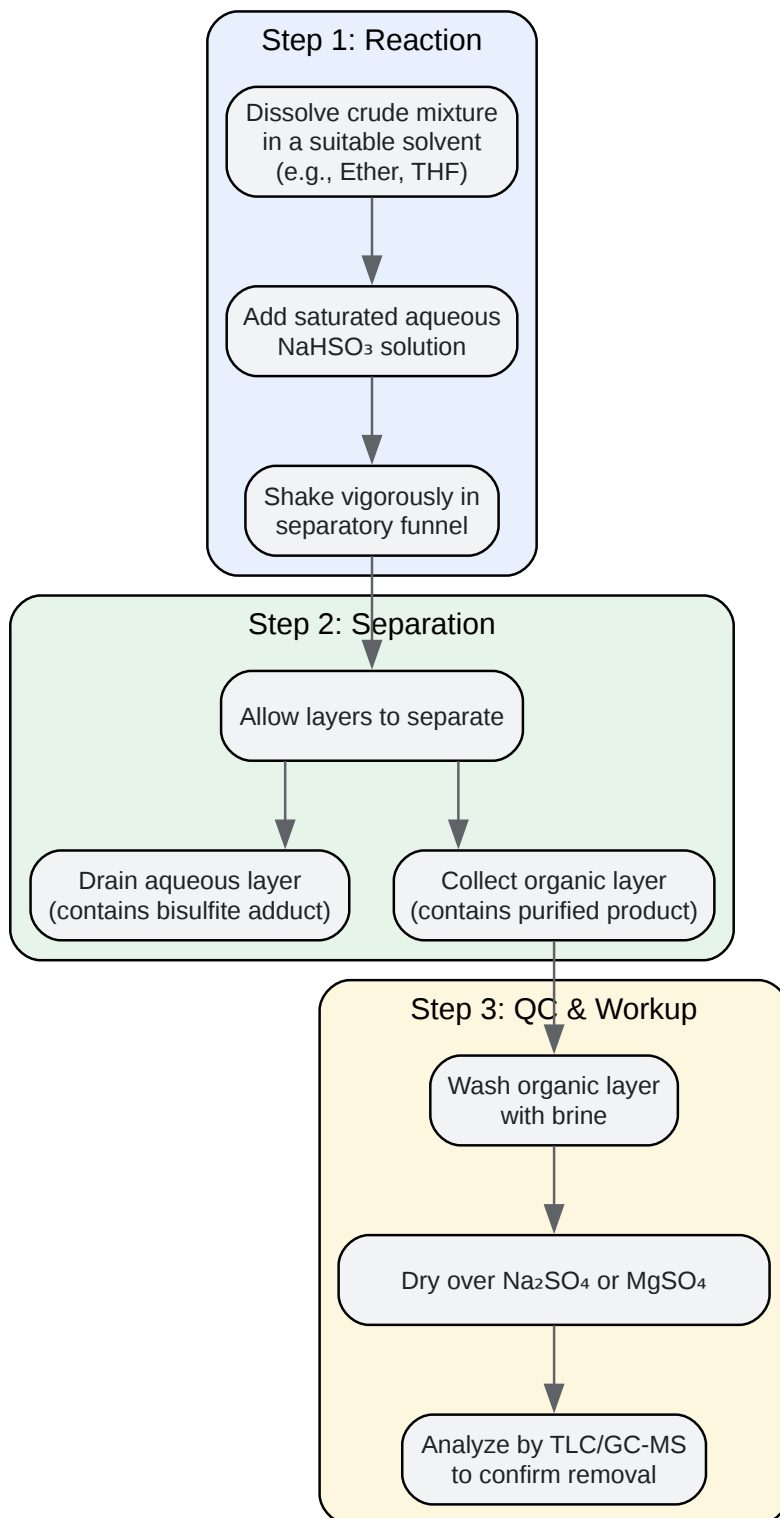 Step 1: Reaction
Dissolve crude mixture
in a suitable solvent
(e.g., Ether, THF)
Add saturated aqueous
NaHSO₃ solution
Shake vigorously in
separatory funnel
Step 2: Separation
Allow layers to separate
Drain aqueous layer
(contains bisulfite adduct)
Collect organic layer
(contains purified product)
Step 3: QC & Workup
Wash organic layer
with brine
Dry over Na₂SO₄ or MgSO₄
Analyze by TLC/GC-MS
to confirm removal